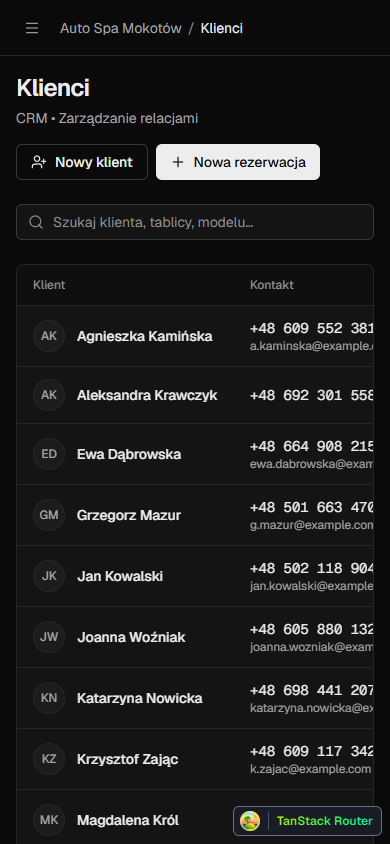 Auto Spa Mokotów / Klienci
Klienci
CRM • Zarządzanie relacjami
Nowy klient
Nowa rezerwacja
Szukaj klienta, tablicy, modelu…
Klient Kontakt
AK Agnieszka Kamińska +48 609 552 381
a.kaminska@example.
AK Aleksandra Krawczyk +48 692 301 558
ED Ewa Dąbrowska +48 664 908 215
ewa.dabrowska@exam
GM Grzegorz Mazur +48 501 663 470
g.mazur@example.com
JK Jan Kowalski +48 502 118 904
jan.kowalski@example
JW Joanna Woźniak +48 605 880 132
joanna.wozniak@exam
KN Katarzyna Nowicka +48 698 441 207
katarzyna.nowicka@ex
KZ Krzysztof Zając +48 609 117 342
k.zajac@example.com
MK Magdalena Król
TanStack Router